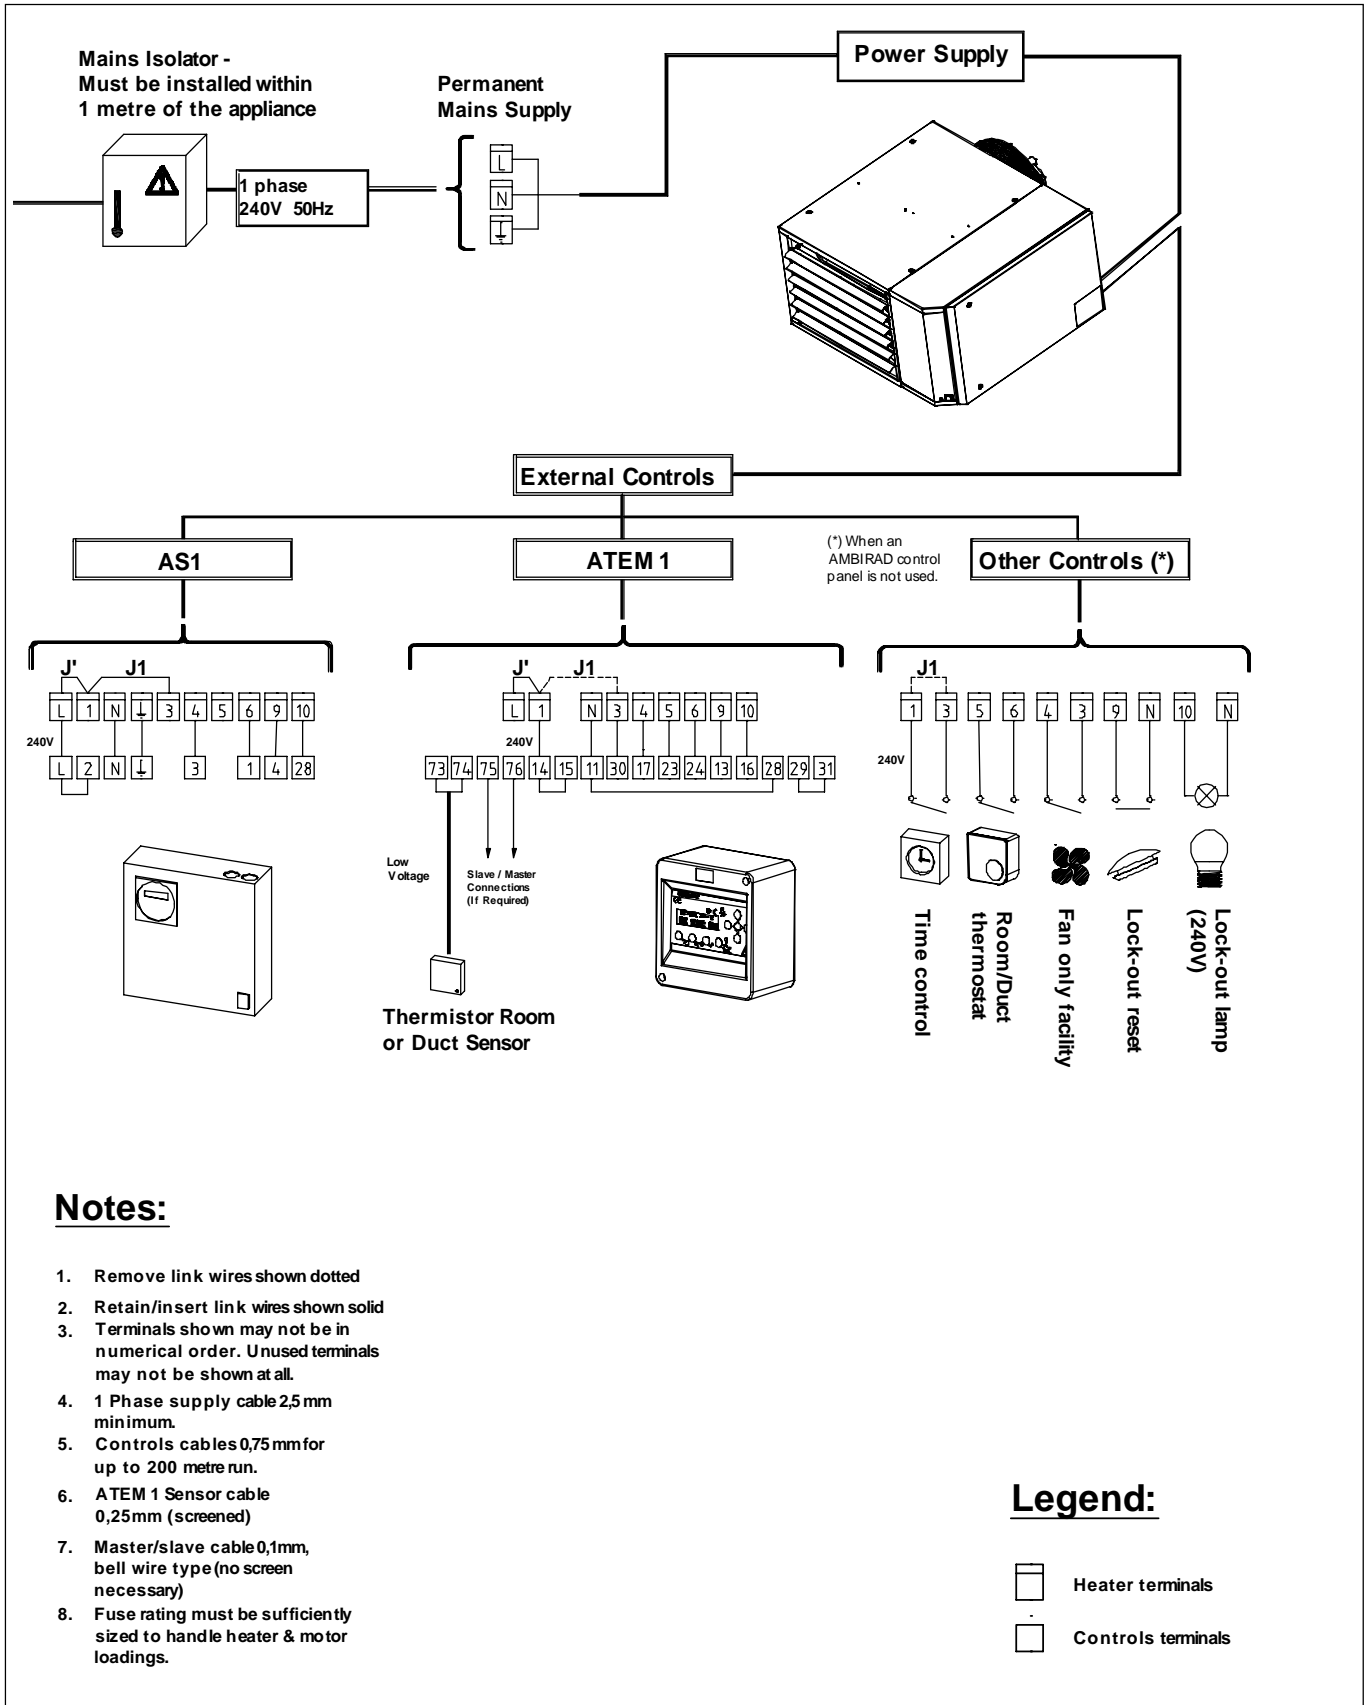 Mains Isolator -
Must be installed within
1 metre of the appliance
Permanent
Mains Supply
Power Supply
1 phase
240V 50Hz
L
N
External Controls
AS1
ATEM 1
(*) When an
AMBIRAD control
panel is not used.
Other Controls (*)
J' J1
L 1 N 3 4 5 6 9 10
240V
L 2 N 3 1 4 28
J' J1
L 1 N 3 4 5 6 9 10
240V
73 74 75 76 14 15 11 30 17 23 24 13 16 28 29 31
Low
Voltage
Slave / Master
Connections
(If Required)
Thermistor Room
or Duct Sensor
J1
1 3 5 6 4 3 9 N 10 N
240V
Time control
Room/Duct
thermostat
Fan only facility
Lock-out reset
Lock-out lamp
(240V)
Notes:
1. Remove link wires shown dotted
2. Retain/insert link wires shown solid
3. Terminals shown may not be in
numerical order. Unused terminals
may not be shown at all.
4. 1 Phase supply cable 2,5 mm
minimum.
5. Controls cables 0,75 mm for
up to 200 metre run.
6. ATEM 1 Sensor cable
0,25mm (screened)
7. Master/slave cable 0,1mm,
bell wire type (no screen
necessary)
8. Fuse rating must be sufficiently
sized to handle heater & motor
loadings.
Legend:
Heater terminals
Controls terminals